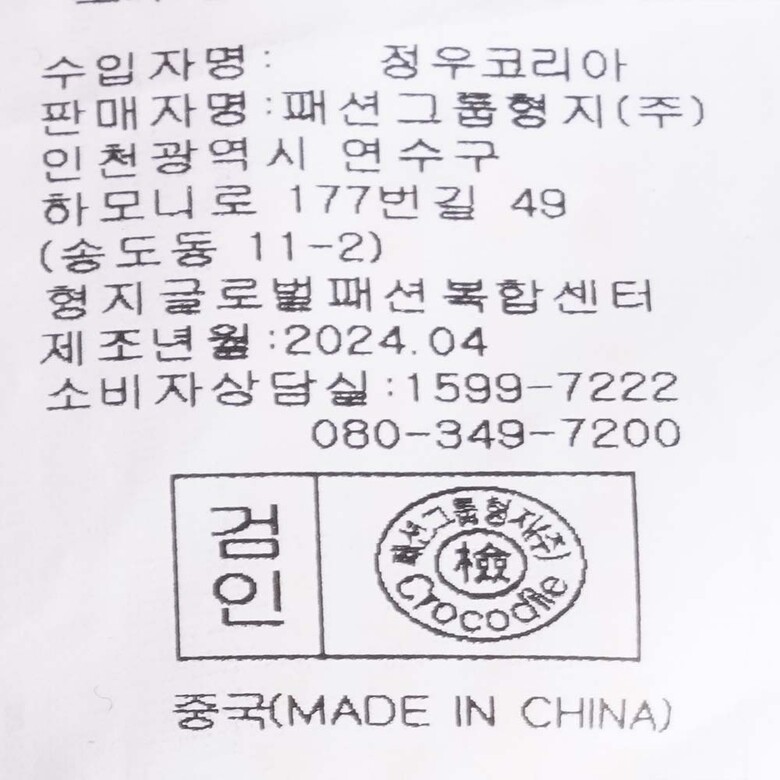 수입자명: 정우코리아
판매자명:패션그룹형지(주)
인천광역시 연수구
하모니로 177번길 49
(송도동 11-2)
형지글로벌패션복합센터
제조년월:2024.04
소비자상담실:1599-7222
080-349-7200
검인
패션그룹형지(주)
檢
Crocodile
중국(MADE IN CHINA)